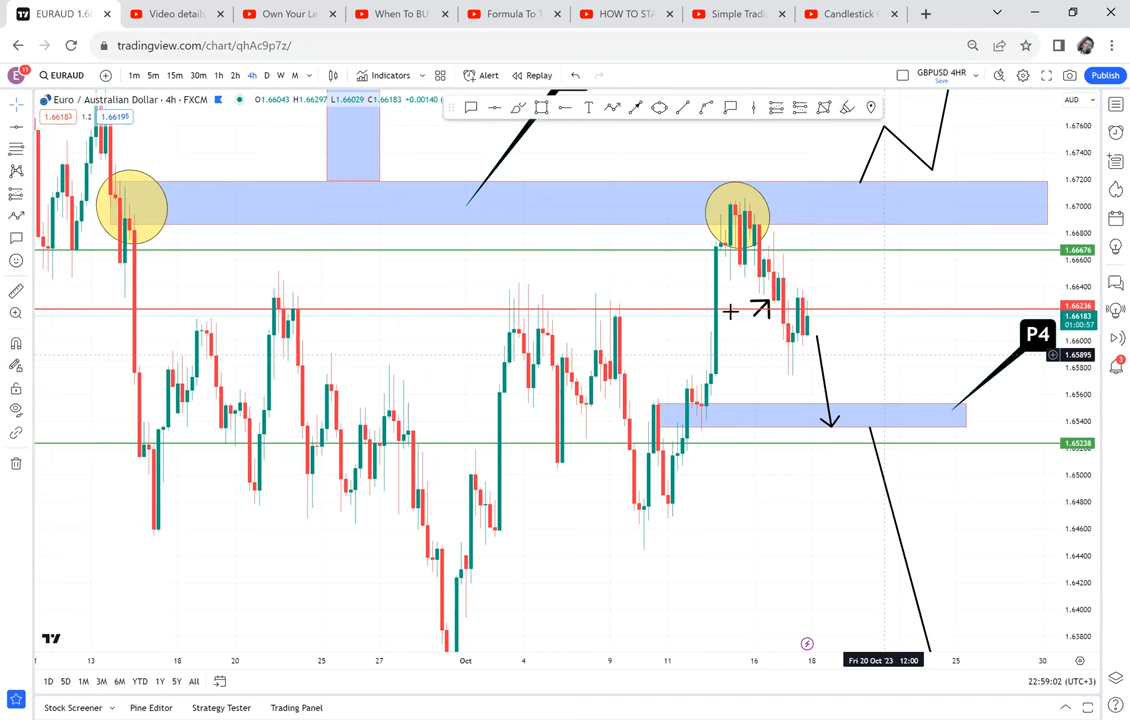 EURAUD 1.6
Video details
Own Your Le
When To BU
Formula To T
HOW TO STA
Simple Tradi
Candlestick
tradingview.com/chart/qhAc9p7z/
E
11
EURAUD
1m 5m 15m 30m 1h 2h 4h D W M
Indicators
Alert
Replay
GBPUSD 4HR
Save
Publish
Euro / Australian Dollar · 4h · FXCM
O1.66043 H1.66297 L1.66029 C1.66183 +0.00140
1.66183
1.2
1.66195
AUD
1.67600
1.67400
1.67200
1.67000
1.66800
1.66676
1.66600
1.66400
1.66236
1.66183
01:00:57
1.66000
1.65895
1.65800
1.65600
1.65400
1.65238
1.65000
1.64800
1.64600
1.64400
1.64200
1.64000
1.63800
P4
3
1 13 18 20 25 27 Oct 4 9 11 16 18 Fri 20 Oct '23 12:00 25 30
1D 5D 1M 3M 6M YTD 1Y 5Y All
22:59:02 (UTC+3)
Stock Screener
Pine Editor
Strategy Tester
Trading Panel